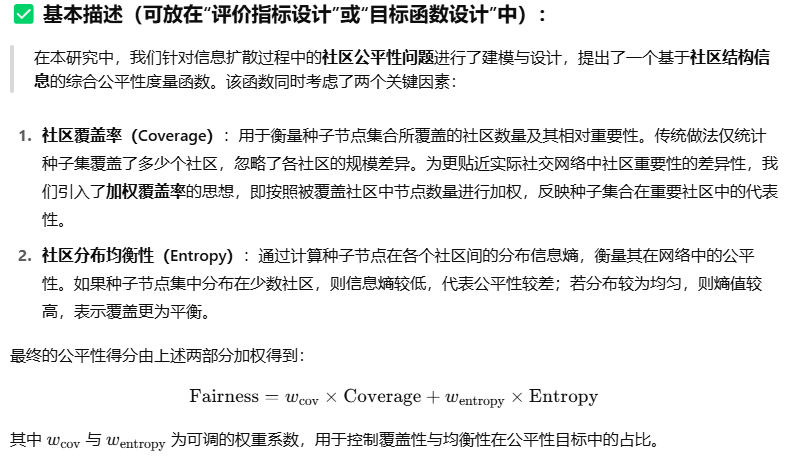 ✅ 基本描述（可放在“评价指标设计”或“目标函数设计”中）：
在本研究中，我们针对信息扩散过程中的社区公平性问题进行了建模与设计，提出了一个基于社区结构信
息的综合公平性度量函数。该函数同时考虑了两个关键因素：
1. 社区覆盖率（Coverage）：用于衡量种子节点集合所覆盖的社区数量及其相对重要性。传统做法仅统计
种子集覆盖了多少个社区，忽略了各社区的规模差异。为更贴近实际社交网络中社区重要性的差异性，我
们引入了加权覆盖率的思想，即按照被覆盖社区中节点数量进行加权，反映种子集合在重要社区中的代表
性。
2. 社区分布均衡性（Entropy）：通过计算种子节点在各个社区间的分布信息熵，衡量其在网络中的公平
性。如果种子节点集中分布在少数社区，则信息熵较低，代表公平性较差；若分布较为均匀，则熵值较
高，表示覆盖更为平衡。
最终的公平性得分由上述两部分加权得到：
Fairness = w_cov × Coverage + w_entropy × Entropy
其中 w_cov 与 w_entropy 为可调的权重系数，用于控制覆盖性与均衡性在公平性目标中的占比。